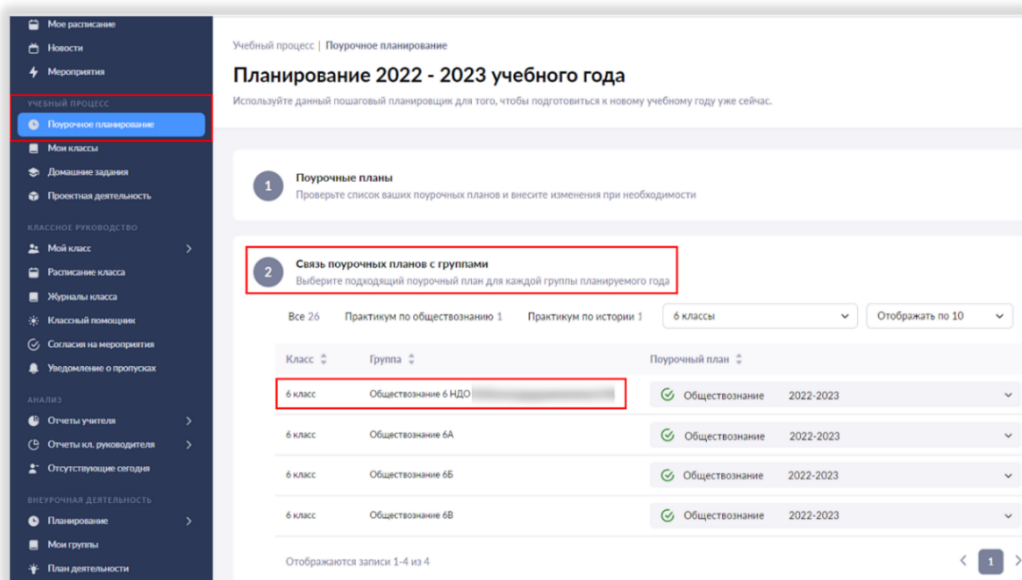 Мое расписание
Новости
Мероприятия
УЧЕБНЫЙ ПРОЦЕСС
Поурочное планирование
Мои классы
Домашние задания
Проектная деятельность
КЛАССНОЕ РУКОВОДСТВО
Мой класс
Расписание класса
Журналы класса
Классный помощник
Согласия на мероприятия
Уведомление о пропусках
АНАЛИЗ
Отчеты учителя
Отчеты кл. руководителя
Отсутствующие сегодня
ВНЕУРОЧНАЯ ДЕЯТЕЛЬНОСТЬ
Планирование
Мои группы
План деятельности
Учебный процесс | Поурочное планирование
Планирование 2022 - 2023 учебного года
Используйте данный пошаговый планировщик для того, чтобы подготовиться к новому учебному году уже сейчас.
1 Поурочные планы
Проверьте список ваших поурочных планов и внесите изменения при необходимости
2 Связь поурочных планов с группами
Выберите подходящий поурочный план для каждой группы планируемого года
Все 26 Практикум по обществознанию 1 Практикум по истории 1 6 классы Отображать по 10
Класс Группа Поурочный план
6 класс Обществознание 6 НДО Обществознание 2022-2023
6 класс Обществознание 6А Обществознание 2022-2023
6 класс Обществознание 6Б Обществознание 2022-2023
6 класс Обществознание 6В Обществознание 2022-2023
Отображаются записи 1-4 из 4 1